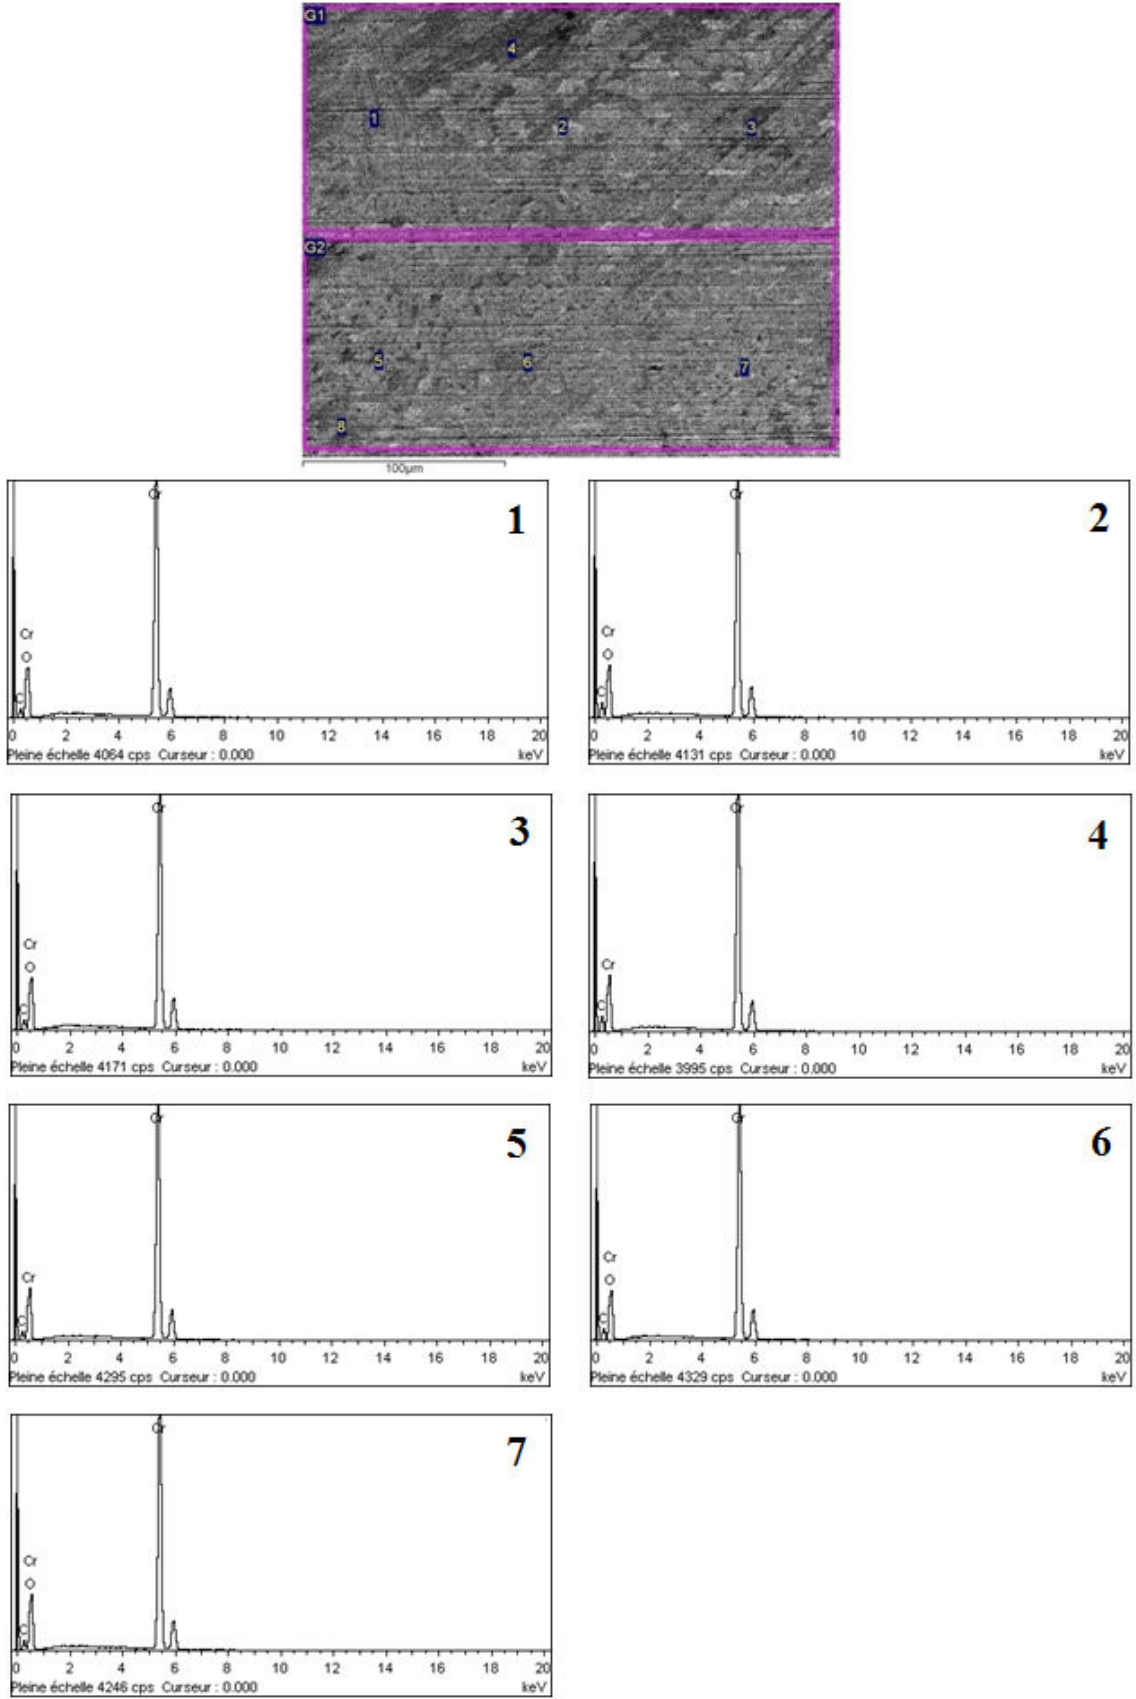 G1
4
1
2
3
G2
5
6
7
8
100µm
Cr
1
Cr
O
C
0 2 4 6 8 10 12 14 16 18 20
Pleine échelle 4064 cps Curseur : 0.000 keV
Cr
2
Cr
O
C
0 2 4 6 8 10 12 14 16 18 20
Pleine échelle 4131 cps Curseur : 0.000 keV
Cr
3
Cr
O
C
0 2 4 6 8 10 12 14 16 18 20
Pleine échelle 4171 cps Curseur : 0.000 keV
Cr
4
Cr
C
0 2 4 6 8 10 12 14 16 18 20
Pleine échelle 3995 cps Curseur : 0.000 keV
Cr
5
Cr
C
0 2 4 6 8 10 12 14 16 18 20
Pleine échelle 4295 cps Curseur : 0.000 keV
Cr
6
Cr
O
C
0 2 4 6 8 10 12 14 16 18 20
Pleine échelle 4329 cps Curseur : 0.000 keV
Cr
7
Cr
O
C
0 2 4 6 8 10 12 14 16 18 20
Pleine échelle 4246 cps Curseur : 0.000 keV